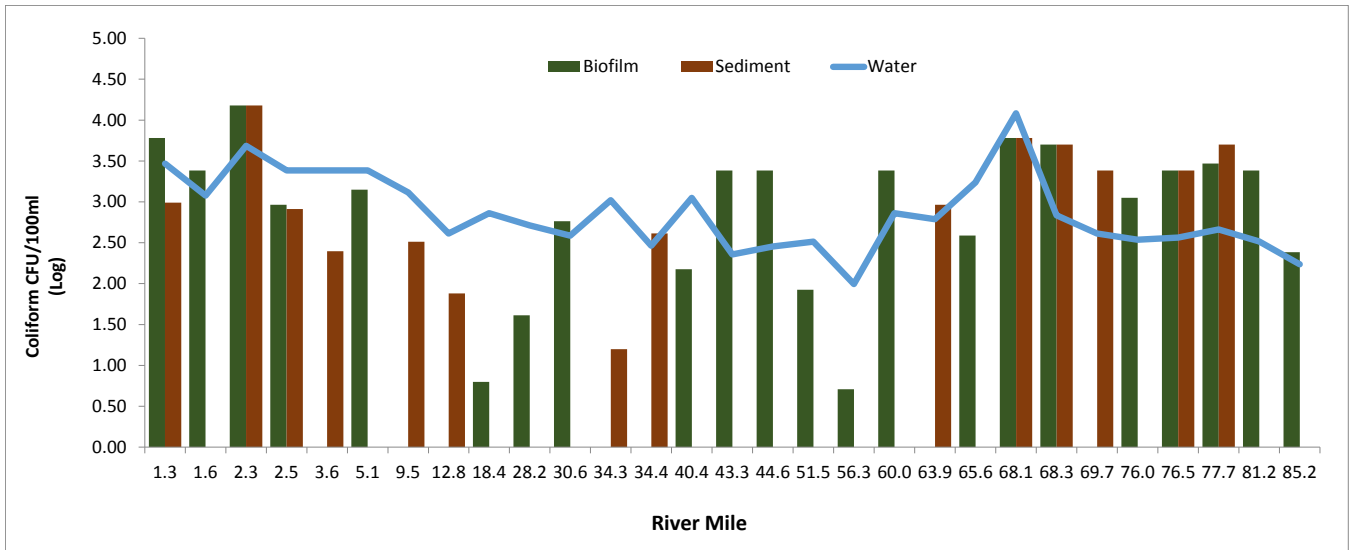 5.00
4.50
4.00
3.50
3.00
2.50
2.00
1.50
1.00
0.50
0.00
Coliform CFU/100ml
(Log)
Biofilm Sediment Water
1.3 1.6 2.3 2.5 3.6 5.1 9.5 12.8 18.4 28.2 30.6 34.3 34.4 40.4 43.3 44.6 51.5 56.3 60.0 63.9 65.6 68.1 68.3 69.7 76.0 76.5 77.7 81.2 85.2
River Mile